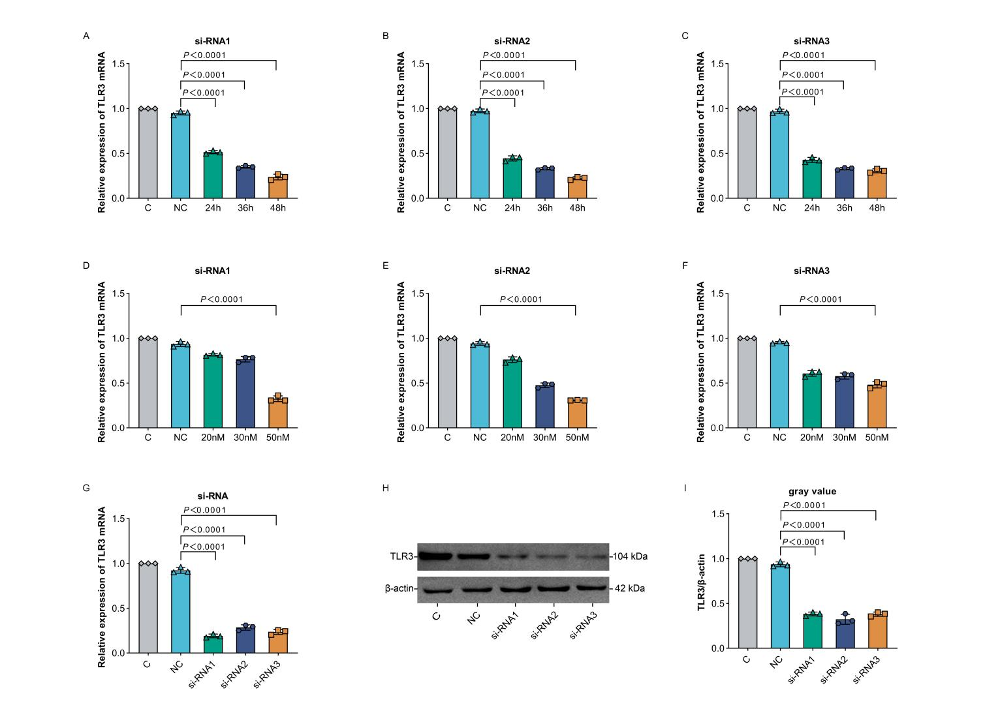 A
si-RNA1
P<0.0001
P<0.0001
P<0.0001
Relative expression of TLR3 mRNA
1.5
1.0
0.5
0.0
C NC 24h 36h 48h
B
si-RNA2
P<0.0001
P<0.0001
P<0.0001
Relative expression of TLR3 mRNA
1.5
1.0
0.5
0.0
C NC 24h 36h 48h
C
si-RNA3
P<0.0001
P<0.0001
P<0.0001
Relative expression of TLR3 mRNA
1.5
1.0
0.5
0.0
C NC 24h 36h 48h
D
si-RNA1
P<0.0001
Relative expression of TLR3 mRNA
1.5
1.0
0.5
0.0
C NC 20nM 30nM 50nM
E
si-RNA2
P<0.0001
Relative expression of TLR3 mRNA
1.5
1.0
0.5
0.0
C NC 20nM 30nM 50nM
F
si-RNA3
P<0.0001
Relative expression of TLR3 mRNA
1.5
1.0
0.5
0.0
C NC 20nM 30nM 50nM
G
si-RNA
P<0.0001
P<0.0001
P<0.0001
Relative expression of TLR3 mRNA
1.5
1.0
0.5
0.0
C NC si-RNA1 si-RNA2 si-RNA3
H
TLR3 104 kDa
β-actin 42 kDa
C NC si-RNA1 si-RNA2 si-RNA3
I
gray value
P<0.0001
P<0.0001
P<0.0001
TLR3/β-actin
1.5
1.0
0.5
0.0
C NC si-RNA1 si-RNA2 si-RNA3